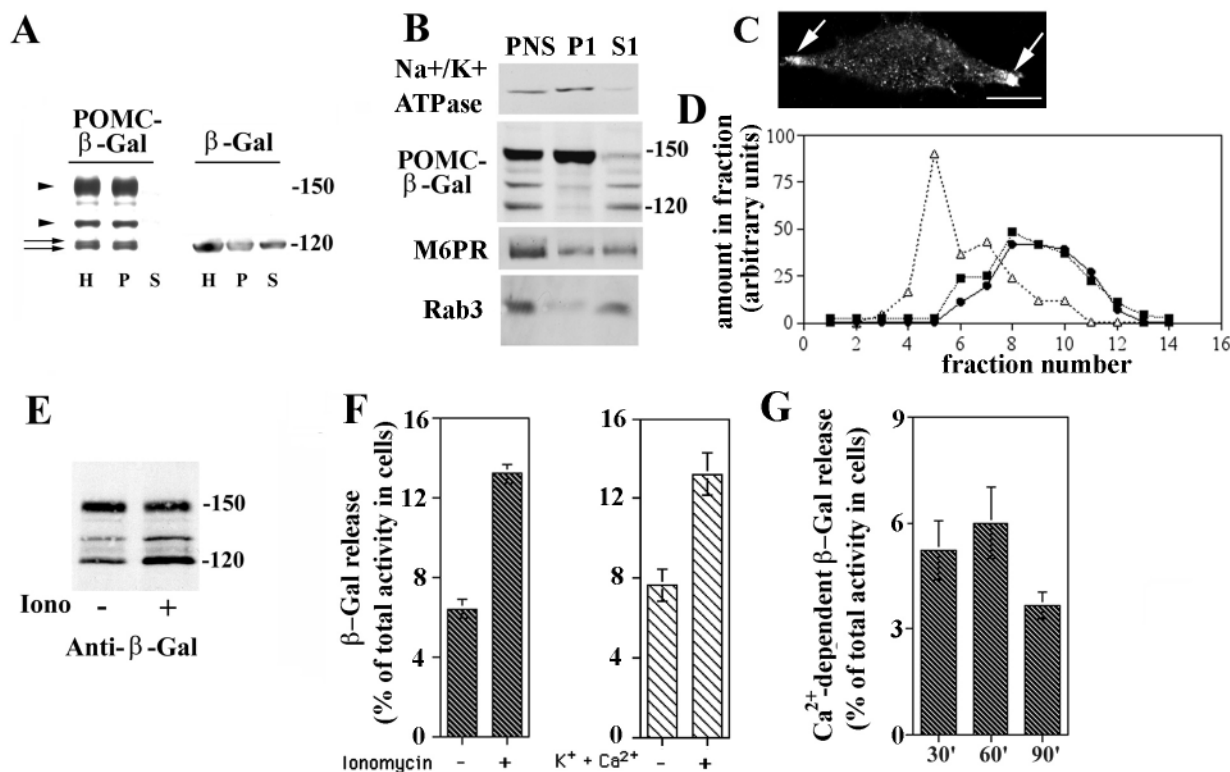 A
POMC-
β-Gal
β-Gal
-150
-120
H P S
H P S
B
PNS P1 S1
Na+/K+
ATPase
POMC-
β-Gal
-150
-120
M6PR
Rab3
C
D
amount in fraction
(arbitrary units)
100
75
50
25
0
0 2 4 6 8 10 12 14 16
fraction number
E
-150
-120
Iono - +
Anti-β-Gal
F
β-Gal release
(% of total activity in cells)
16
12
8
4
0
Ionomycin - +
16
12
8
4
0
K+ + Ca2+ - +
G
Ca2+-dependent β-Gal release
(% of total activity in cells)
9
6
3
0
30' 60' 90'